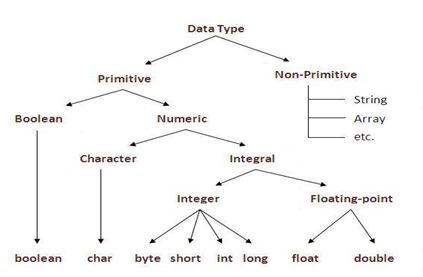 Data Type
Primitive
Non-Primitive
String
Array
etc.
Boolean
Numeric
Character
Integral
Integer
Floating-point
boolean
char
byte
short
int
long
float
double